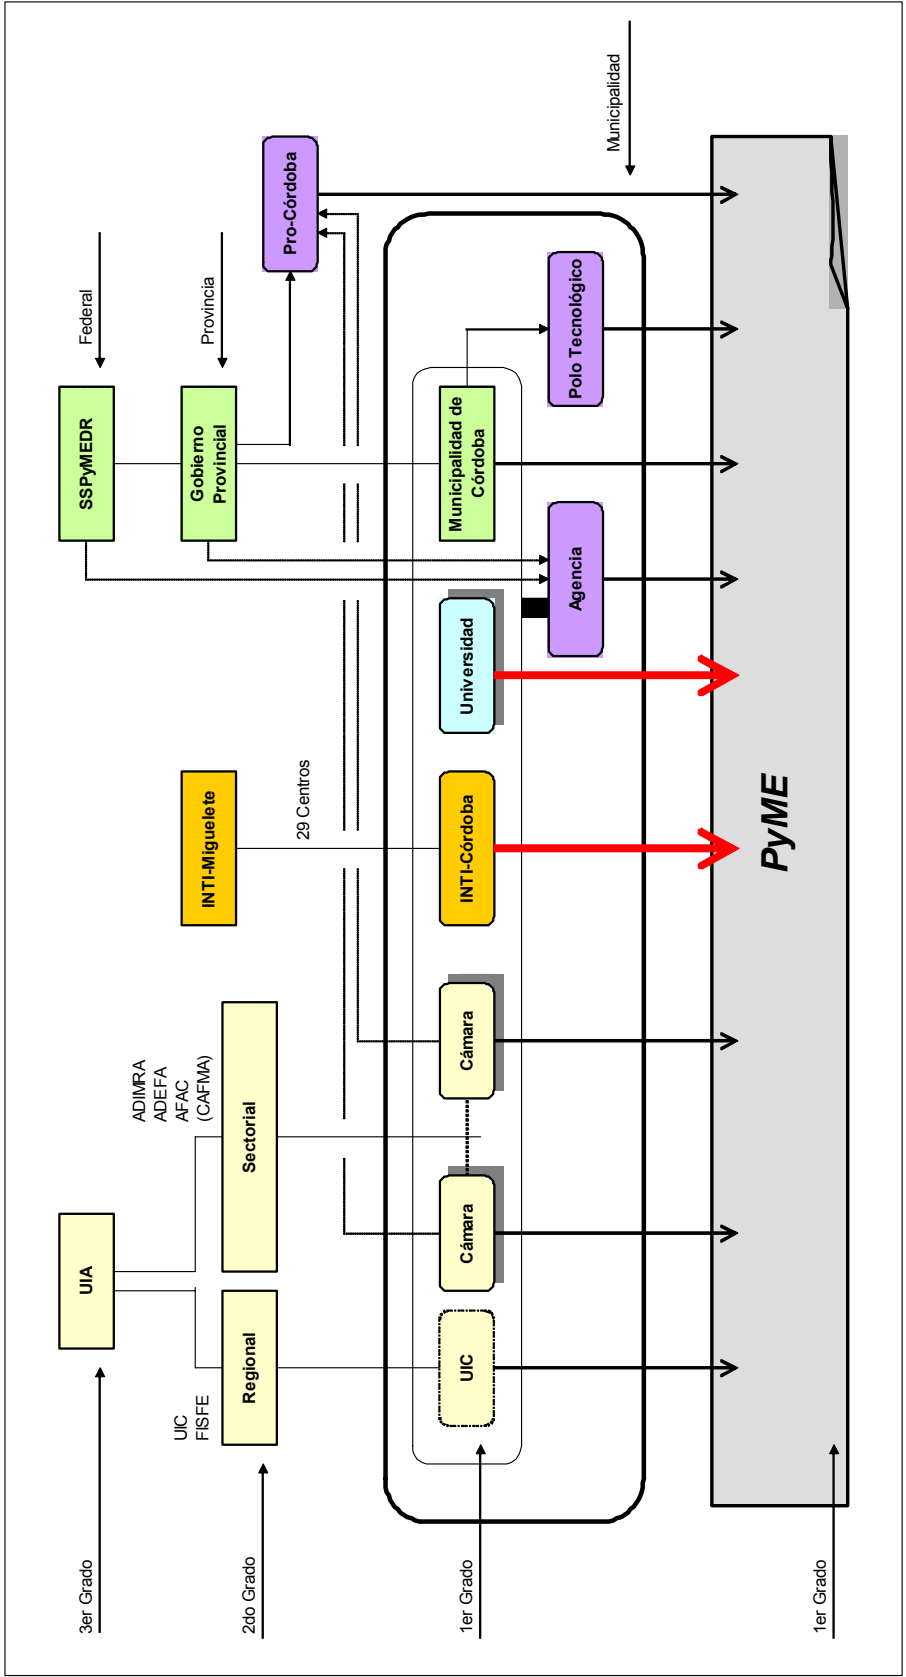 3er Grado
UIA
SSPyMEDR
Federal
2do Grado
UIC
FISFE
Regional
ADIMRA
ADEFA
AFAC
(CAFMA)
Sectorial
INTI-Miguelete
29 Centros
Gobierno
Provincial
Provincia
Pro-Córdoba
1er Grado
UIC
Cámara
Cámara
INTI-Córdoba
Universidad
Municipalidad de
Córdoba
Agencia
Polo Tecnológico
Municipalidad
1er Grado
PyME